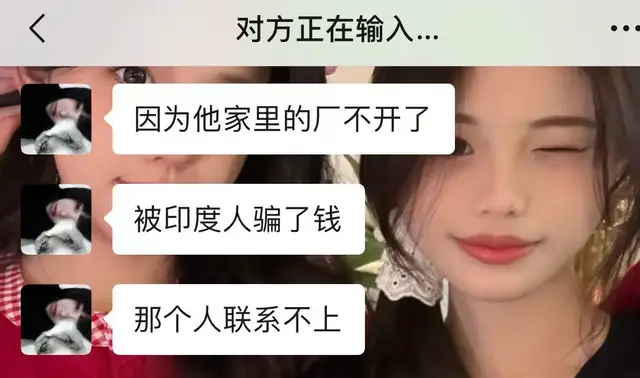 对方正在输入...
因为他家里的厂不开了
被印度人骗了钱
那个人联系不上